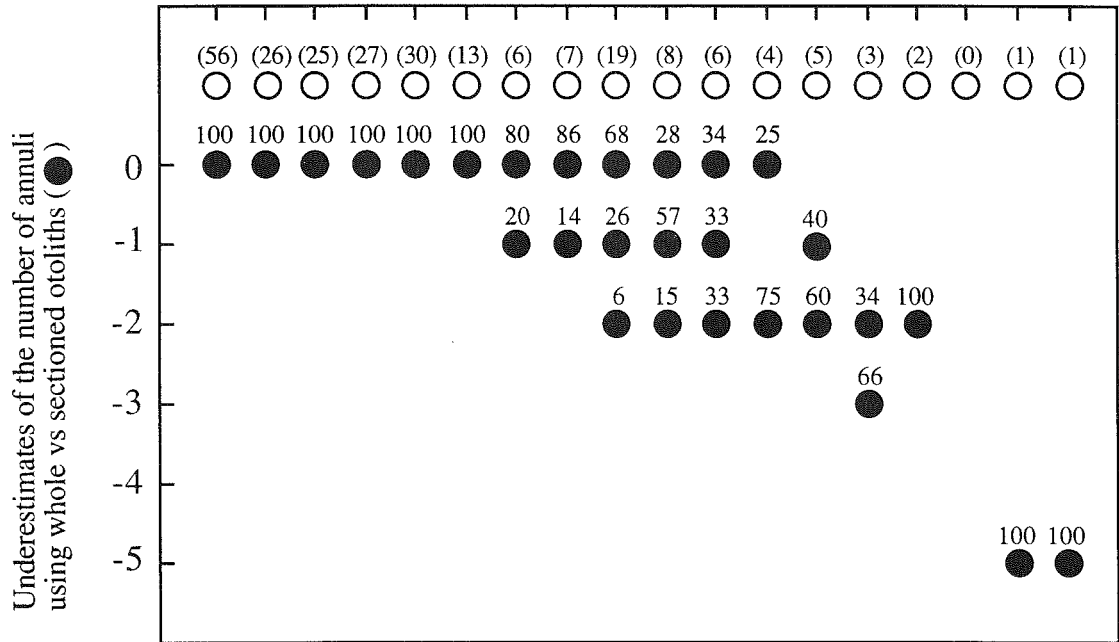 (56) (26) (25) (27) (30) (13) (6) (7) (19) (8) (6) (4) (5) (3) (2) (0) (1) (1)
100 100 100 100 100 100 80 86 68 28 34 25
0
20 14 26 57 33 40
-1
6 15 33 75 60 34 100
-2
66
-3
-4
100 100
-5
Underestimates of the number of annuli
using whole vs sectioned otoliths ( )